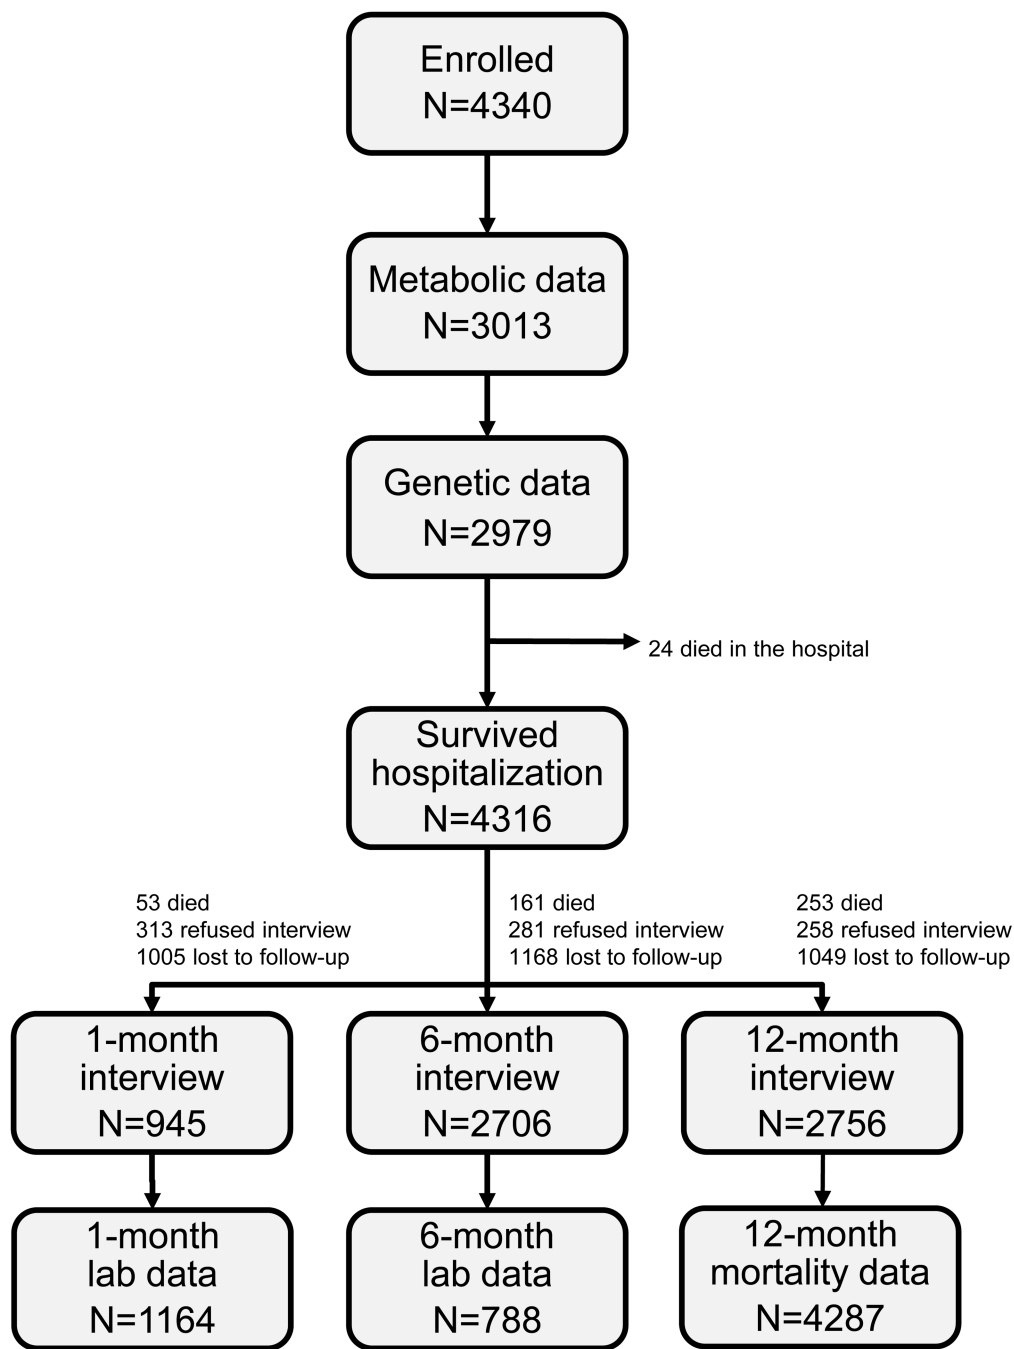 Enrolled
N=4340
Metabolic data
N=3013
Genetic data
N=2979
24 died in the hospital
Survived
hospitalization
N=4316
53 died
313 refused interview
1005 lost to follow-up
161 died
281 refused interview
1168 lost to follow-up
253 died
258 refused interview
1049 lost to follow-up
1-month
interview
N=945
6-month
interview
N=2706
12-month
interview
N=2756
1-month
lab data
N=1164
6-month
lab data
N=788
12-month
mortality data
N=4287